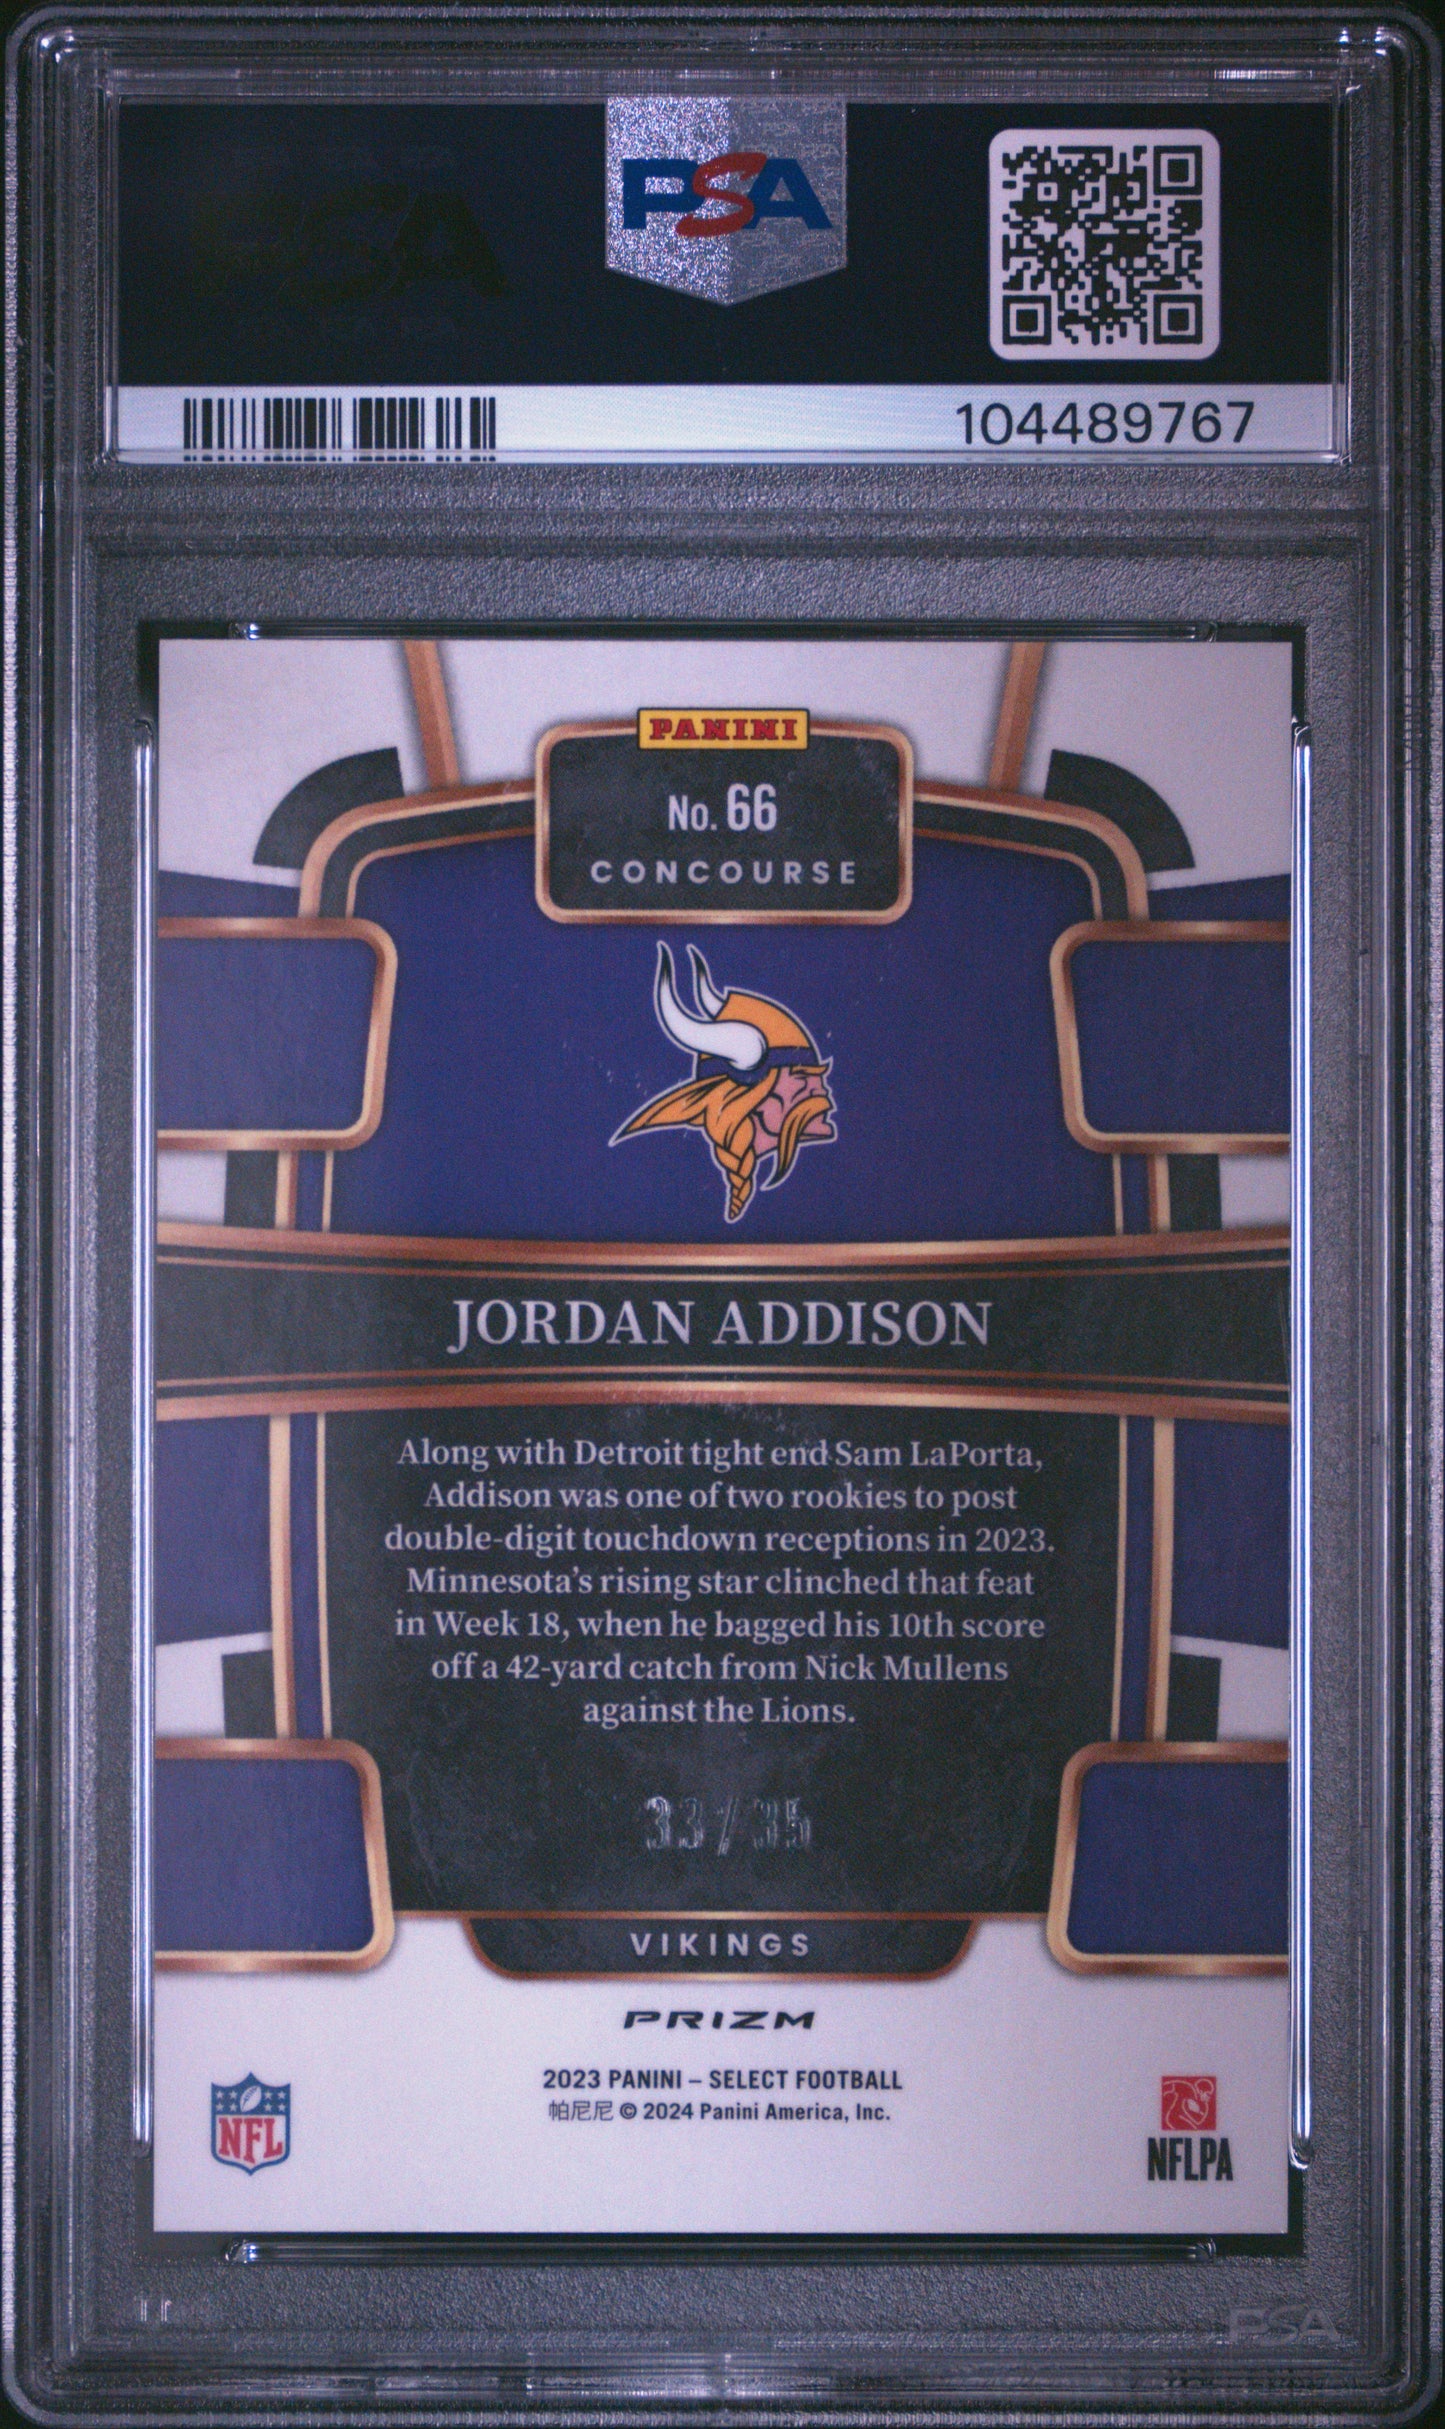 PSA
104489767
PANINI
No. 66
CONCOURSE
JORDAN ADDISON
Along with Detroit tight end Sam LaPorta,
Addison was one of two rookies to post
double-digit touchdown receptions in 2023.
Minnesota's rising star clinched that feat
in Week 18, when he bagged his 10th score
off a 42-yard catch from Nick Mullens
against the Lions.
33/35
VIKINGS
PRIZM
2023 PANINI – SELECT FOOTBALL
帕尼尼 © 2024 Panini America, Inc.
NFL
NFLPA
PSA